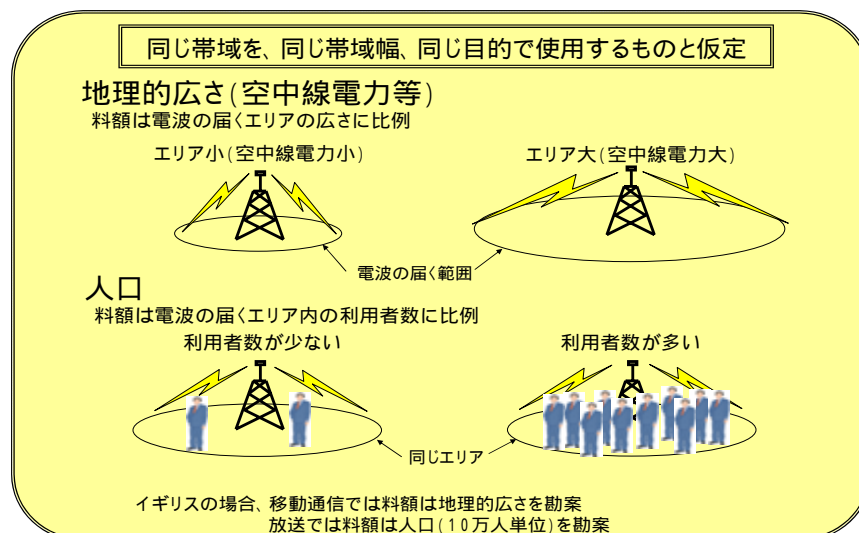 同じ帯域を、同じ帯域幅、同じ目的で使用するものと仮定
地理的広さ(空中線電力等)
料額は電波の届くエリアの広さに比例
エリア小(空中線電力小)
エリア大(空中線電力大)
電波の届く範囲
人口
料額は電波の届くエリア内の利用者数に比例
利用者数が少ない
利用者数が多い
同じエリア
イギリスの場合、移動通信では料額は地理的広さを勘案
放送では料額は人口(10万人単位)を勘案